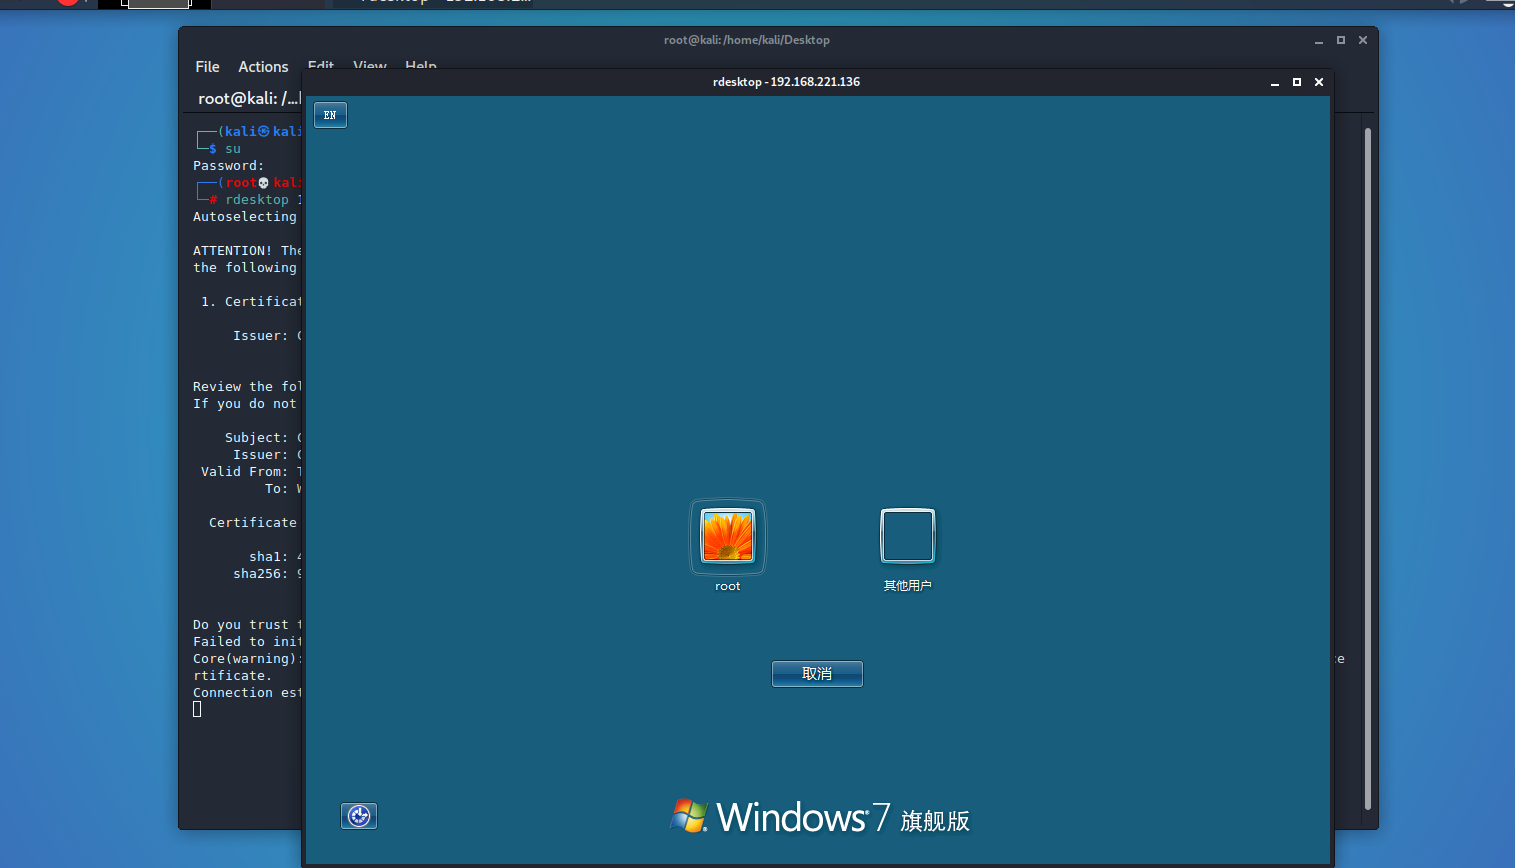 root@kali: /home/kali/Desktop
File Actions Edit View Help
root@kali: /...
rdesktop - 192.168.221.136
EN
(kali㉿kali
$ su
Password:
(root💀kali
# rdesktop
Autoselecting
ATTENTION! The
the following
1. Certificat
Issuer:
Review the fol
If you do not
Subject:
Issuer:
Valid From:
To:
Certificate
sha1: 4
sha256: 9
Do you trust
Failed to init
Core(warning):
rtificate.
Connection est
root
其他用户
取消
Windows 7 旗舰版